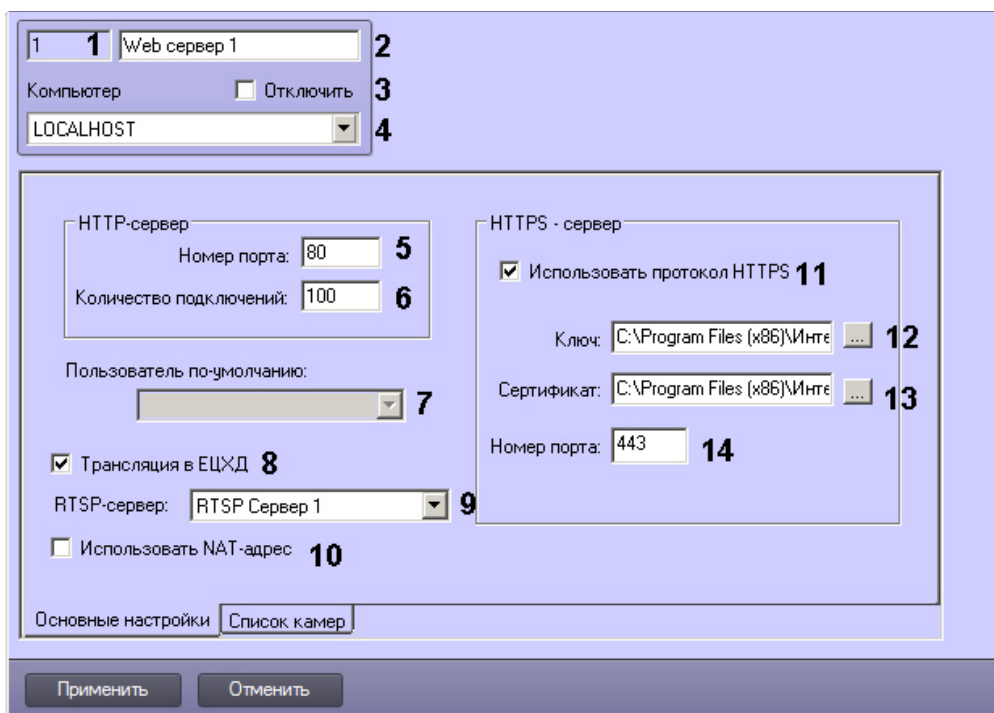 1 1 Web сервер 1 2
Компьютер Отключить 3
LOCALHOST 4
HTTP-сервер
Номер порта: 80 5
Количество подключений: 100 6
Пользователь по-умолчанию:
7
Трансляция в ЕЦХД 8
RTSP-сервер: RTSP Сервер 1 9
Использовать NAT-адрес 10
HTTPS - сервер
Использовать протокол HTTPS 11
Ключ: C:\Program Files (x86)\Инте ... 12
Сертификат: C:\Program Files (x86)\Инте ... 13
Номер порта: 443 14
Основные настройки Список камер
Применить Отменить